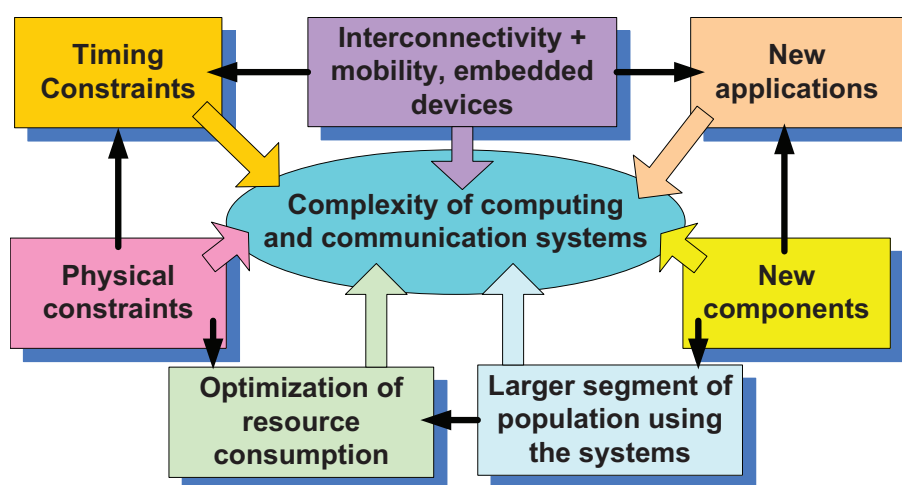 Timing
Constraints
Interconnectivity +
mobility, embedded
devices
New
applications
Complexity of computing
and communication systems
Physical
constraints
New
components
Optimization of
resource
consumption
Larger segment of
population using
the systems